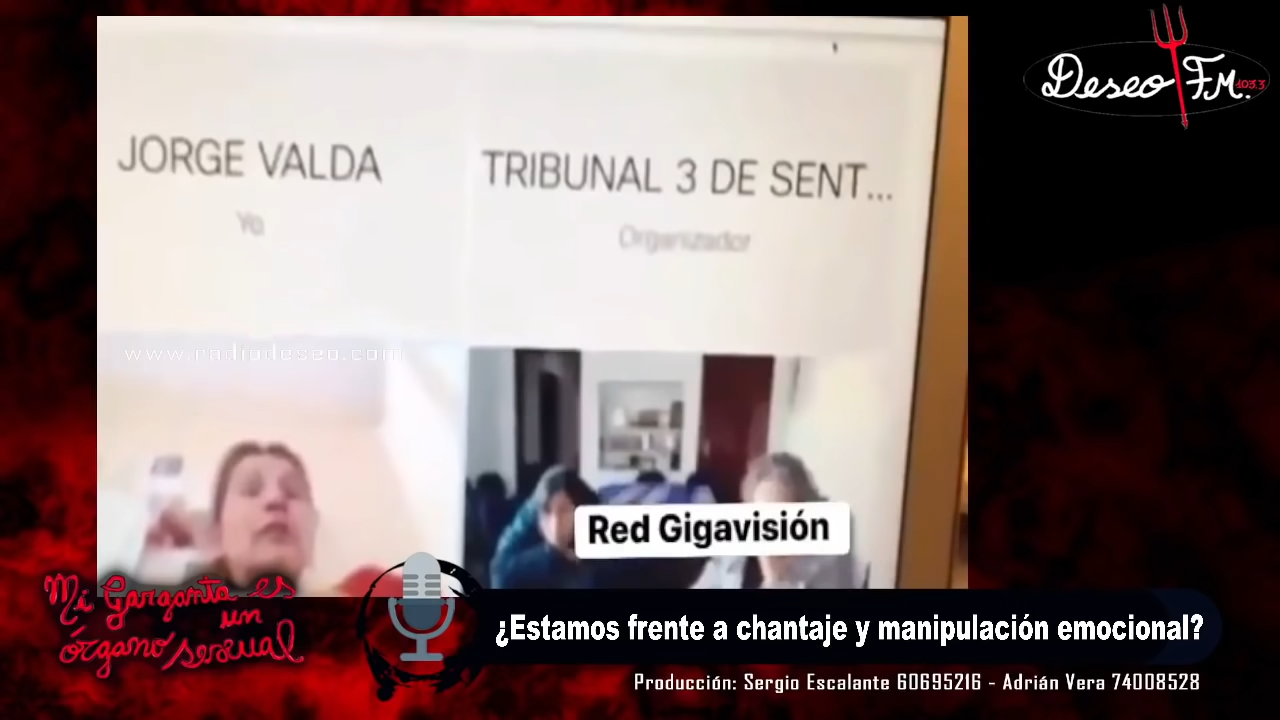 Deseo F.M. 103.3
JORGE VALDA
Yo
TRIBUNAL 3 DE SENT...
Organizador
www.radiodeseo.com
Red Gigavisión
Mi Garganta es
un
órgano sexual
¿Estamos frente a chantaje y manipulación emocional?
Producción: Sergio Escalante 60695216 - Adrián Vera 74008528